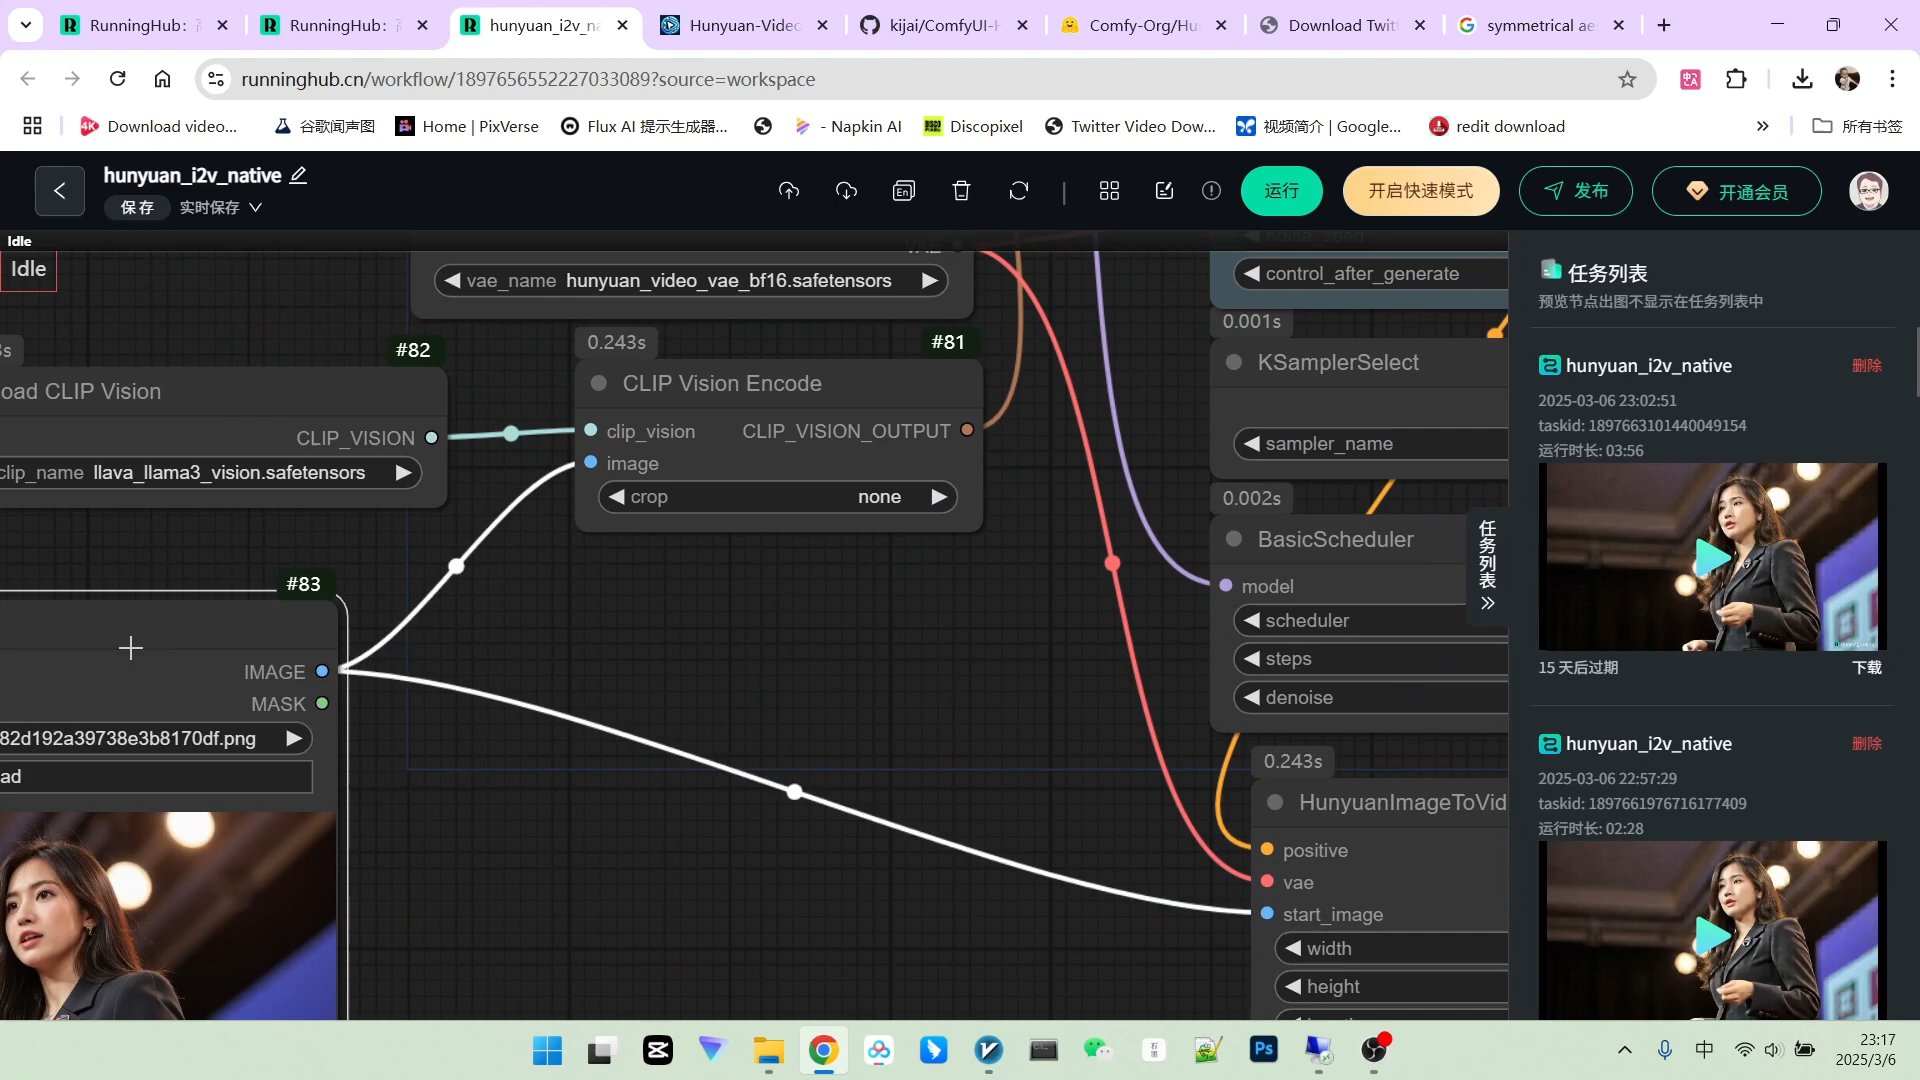 RunningHub：
RunningHub：
hunyuan_i2v_na
Hunyuan-Video
kijai/ComfyUI-H
Comfy-Org/Hu
Download Twitt
symmetrical ae
runninghub.cn/workflow/1897656552227033089?source=workspace
Download video...
谷歌闻声图
Home | PixVerse
Flux AI 提示生成器...
- Napkin AI
Discopixel
Twitter Video Dow...
视频简介 | Google...
redit download
所有书签
hunyuan_i2v_native
保存
实时保存
En
运行
开启快速模式
发布
开通会员
Idle
Idle
VAE
vae_name hunyuan_video_vae_bf16.safetensors
noise_seed
control_after_generate
s
#82
oad CLIP Vision
CLIP_VISION
clip_name llava_llama3_vision.safetensors
0.243s
#81
CLIP Vision Encode
clip_vision
CLIP_VISION_OUTPUT
image
crop none
0.001s
KSamplerSelect
sampler_name
0.002s
BasicScheduler
model
scheduler
steps
denoise
#83
IMAGE
MASK
82d192a39738e3b8170df.png
ad
0.243s
HunyuanImageToVid
positive
vae
start_image
width
height
任务列表
任务列表
预览节点出图不显示在任务列表中
hunyuan_i2v_native
删除
2025-03-06 23:02:51
taskid: 1897663101440049154
运行时长: 03:56
15 天后过期
下载
hunyuan_i2v_native
删除
2025-03-06 22:57:29
taskid: 1897661976716177409
运行时长: 02:28
Ps
中
23:17
2025/3/6